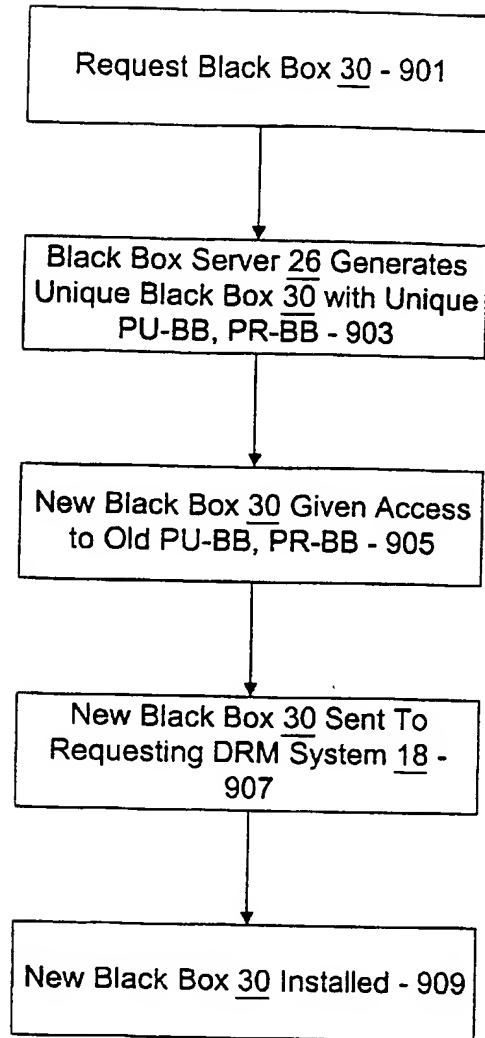 Request Black Box 30 - 901
Black Box Server 26 Generates
Unique Black Box 30 with Unique
PU-BB, PR-BB - 903
New Black Box 30 Given Access
to Old PU-BB, PR-BB - 905
New Black Box 30 Sent To
Requesting DRM System 18 -
907
New Black Box 30 Installed - 909